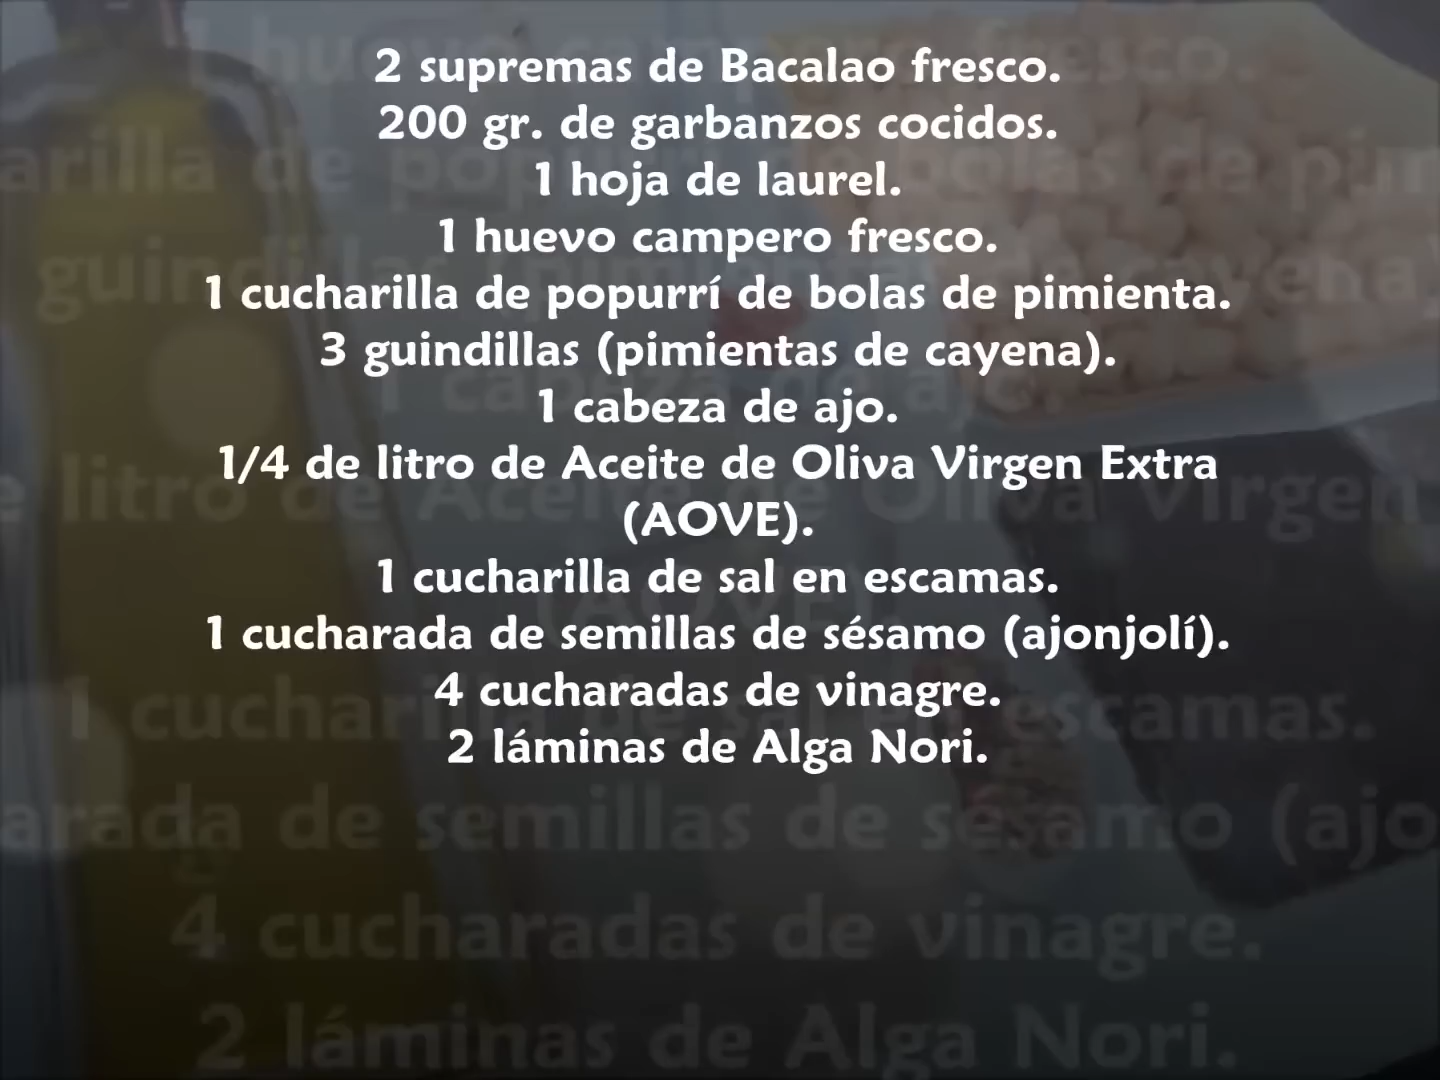 2 supremas de Bacalao fresco.
200 gr. de garbanzos cocidos.
1 hoja de laurel.
1 huevo campero fresco.
1 cucharilla de popurrí de bolas de pimienta.
3 guindillas (pimientas de cayena).
1 cabeza de ajo.
1/4 de litro de Aceite de Oliva Virgen Extra
(AOVE).
1 cucharilla de sal en escamas.
1 cucharada de semillas de sésamo (ajonjolí).
4 cucharadas de vinagre.
2 láminas de Alga Nori.